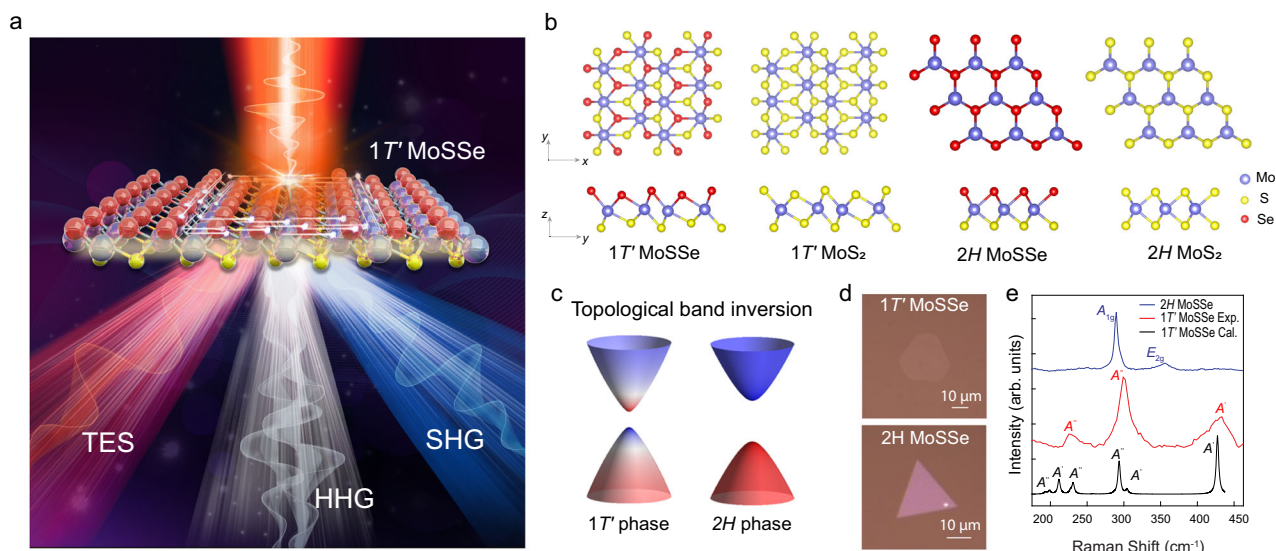 a
1T′ MoSSe
TES
HHG
SHG
b
y
x
z
y
Mo
S
Se
1T′ MoSSe
1T′ MoS₂
2H MoSSe
2H MoS₂
c
Topological band inversion
1T′ phase
2H phase
d
1T′ MoSSe
10 μm
2H MoSSe
10 μm
e
2H MoSSe
1T′ MoSSe Exp.
1T′ MoSSe Cal.
A1g
E2g
A″
A″
A′
A″
A′
A″
A″
A′
A′
Intensity (arb. units)
200
250
300
350
400
450
Raman Shift (cm⁻¹)